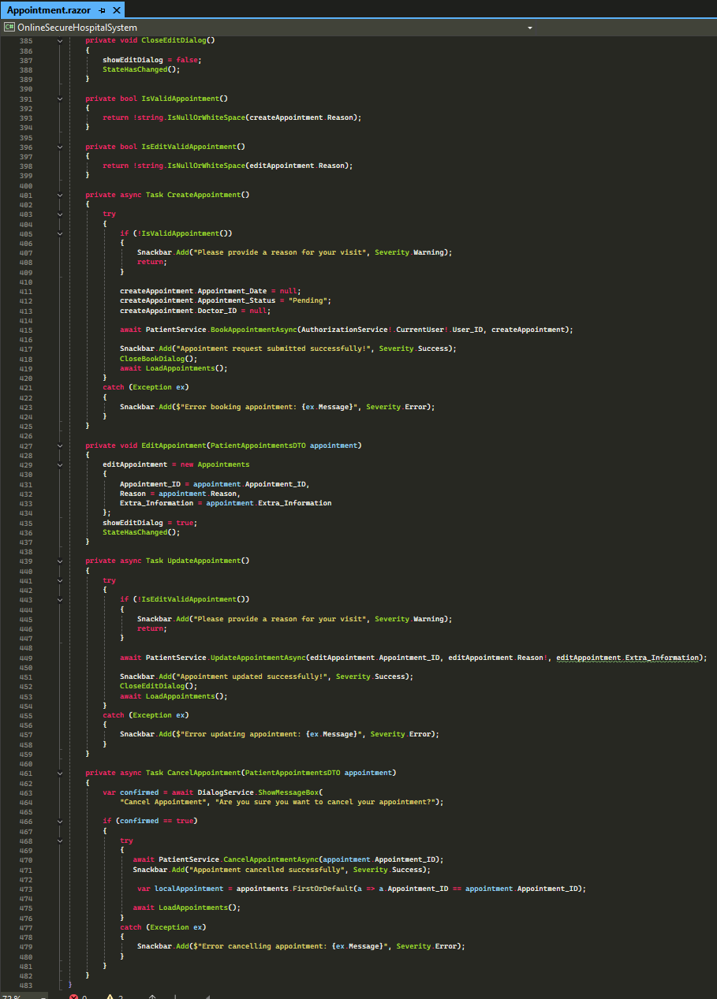 Appointment.razor
C# OnlineSecureHospitalSystem
385 private void CloseEditDialog()
386 {
387 showEditDialog = false;
388 StateHasChanged();
389 }
390
391 private bool IsValidAppointment()
392 {
393 return !string.IsNullOrWhiteSpace(createAppointment.Reason);
394 }
395
396 private bool IsEditValidAppointment()
397 {
398 return !string.IsNullOrWhiteSpace(editAppointment.Reason);
399 }
400
401 private async Task CreateAppointment()
402 {
403 try
404 {
405 if (!IsValidAppointment())
406 {
407 Snackbar.Add("Please provide a reason for your visit", Severity.Warning);
408 return;
409 }
410
411 createAppointment.Appointment_Date = null;
412 createAppointment.Appointment_Status = "Pending";
413 createAppointment.Doctor_ID = null;
414
415 await PatientService.BookAppointmentAsync(AuthorizationService!.CurrentUser!.User_ID, createAppointment);
416
417 Snackbar.Add("Appointment request submitted successfully!", Severity.Success);
418 CloseBookDialog();
419 await LoadAppointments();
420 }
421 catch (Exception ex)
422 {
423 Snackbar.Add($"Error booking appointment: {ex.Message}", Severity.Error);
424 }
425 }
426
427 private void EditAppointment(PatientAppointmentsDTO appointment)
428 {
429 editAppointment = new Appointments
430 {
431 Appointment_ID = appointment.Appointment_ID,
432 Reason = appointment.Reason,
433 Extra_Information = appointment.Extra_Information
434 };
435 showEditDialog = true;
436 StateHasChanged();
437 }
438
439 private async Task UpdateAppointment()
440 {
441 try
442 {
443 if (!IsEditValidAppointment())
444 {
445 Snackbar.Add("Please provide a reason for your visit", Severity.Warning);
446 return;
447 }
448
449 await PatientService.UpdateAppointmentAsync(editAppointment.Appointment_ID, editAppointment.Reason!, editAppointment.Extra_Information);
450
451 Snackbar.Add("Appointment updated successfully!", Severity.Success);
452 CloseEditDialog();
453 await LoadAppointments();
454 }
455 catch (Exception ex)
456 {
457 Snackbar.Add($"Error updating appointment: {ex.Message}", Severity.Error);
458 }
459 }
460
461 private async Task CancelAppointment(PatientAppointmentsDTO appointment)
462 {
463 var confirmed = await DialogService.ShowMessageBox(
464 "Cancel Appointment", "Are you sure you want to cancel your appointment?");
465
466 if (confirmed == true)
467 {
468 try
469 {
470 await PatientService.CancelAppointmentAsync(appointment.Appointment_ID);
471 Snackbar.Add("Appointment cancelled successfully", Severity.Success);
472
473 var localAppointment = appointments.FirstOrDefault(a => a.Appointment_ID == appointment.Appointment_ID);
474
475 await LoadAppointments();
476 }
477 catch (Exception ex)
478 {
479 Snackbar.Add($"Error cancelling appointment: {ex.Message}", Severity.Error);
480 }
481 }
482 }
483 }